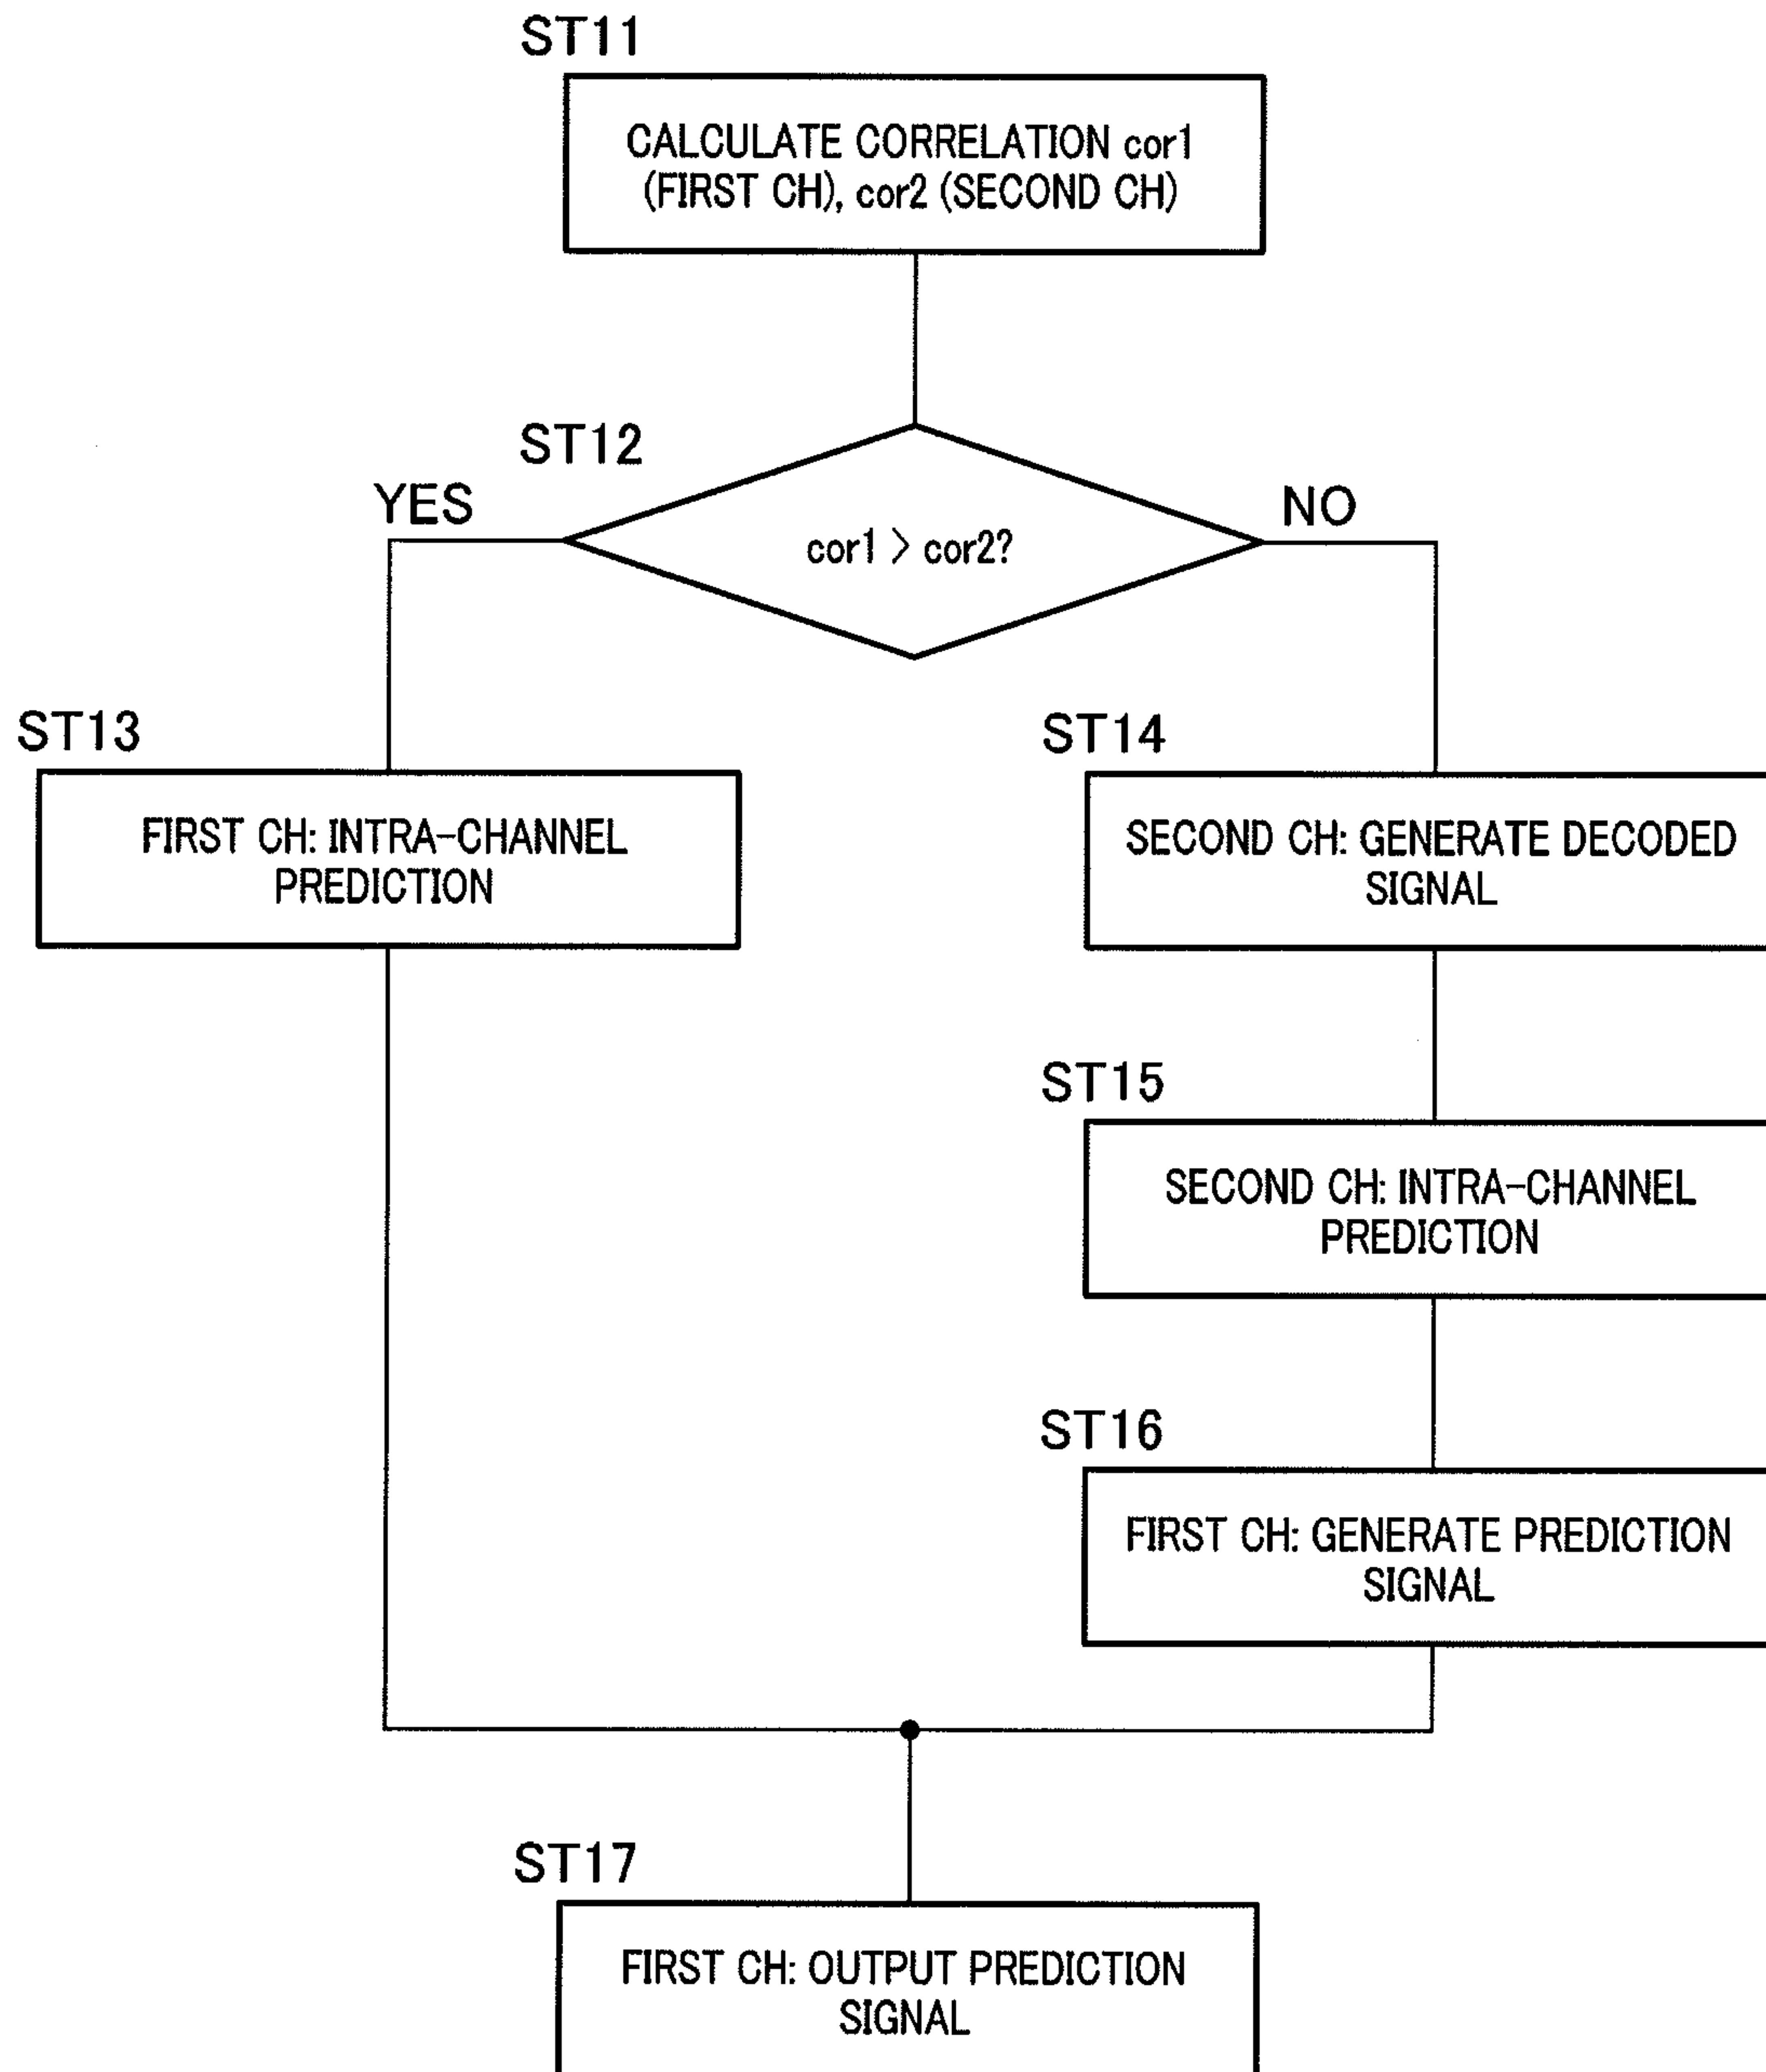 ST11
CALCULATE CORRELATION cor1
(FIRST CH), cor2 (SECOND CH)
ST12
YES
NO
cor1 > cor2?
ST13
FIRST CH: INTRA-CHANNEL
PREDICTION
ST14
SECOND CH: GENERATE DECODED
SIGNAL
ST15
SECOND CH: INTRA-CHANNEL
PREDICTION
ST16
FIRST CH: GENERATE PREDICTION
SIGNAL
ST17
FIRST CH: OUTPUT PREDICTION
SIGNAL